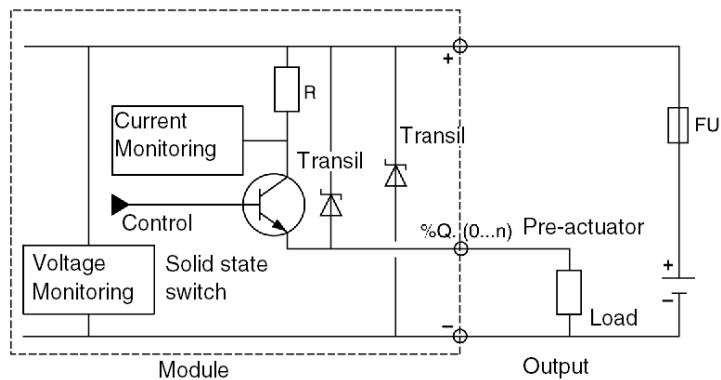 +
R
FU
Current
Monitoring
Transil
Transil
Control
%Q. (0...n)
Pre-actuator
Voltage
Monitoring
Solid state
switch
+
−
Load
−
Module
Output